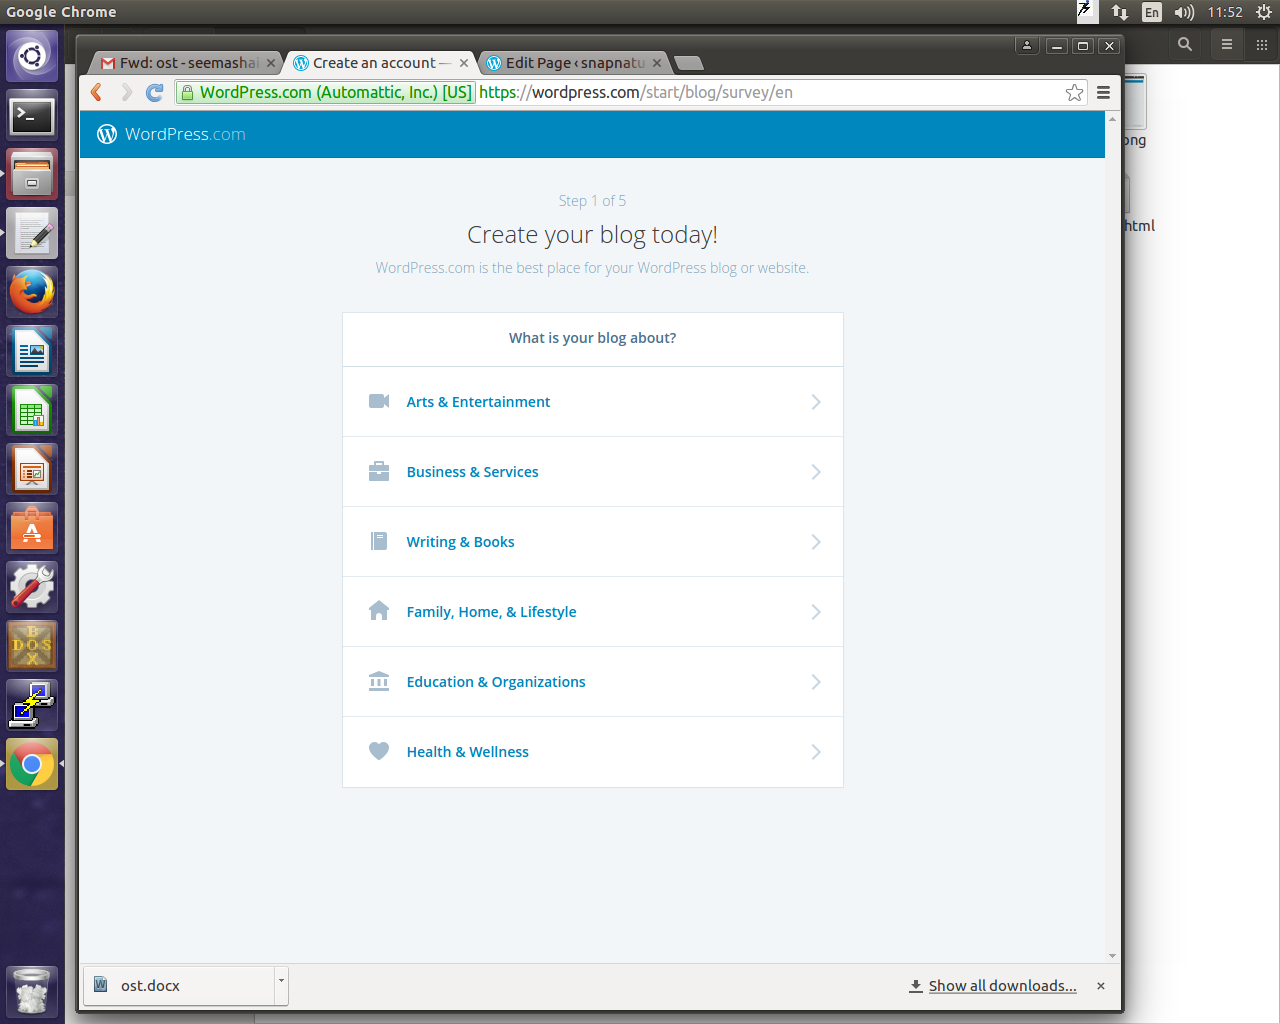 Google Chrome
En
11:52
Fwd: ost - seemashai
Create an account —
Edit Page ‹ snapnatu
WordPress.com (Automattic, Inc.) [US]
https://wordpress.com/start/blog/survey/en
WordPress.com
png
html
Step 1 of 5
Create your blog today!
WordPress.com is the best place for your WordPress blog or website.
What is your blog about?
Arts & Entertainment
Business & Services
Writing & Books
Family, Home, & Lifestyle
Education & Organizations
Health & Wellness
DOS
BOX
ost.docx
Show all downloads...